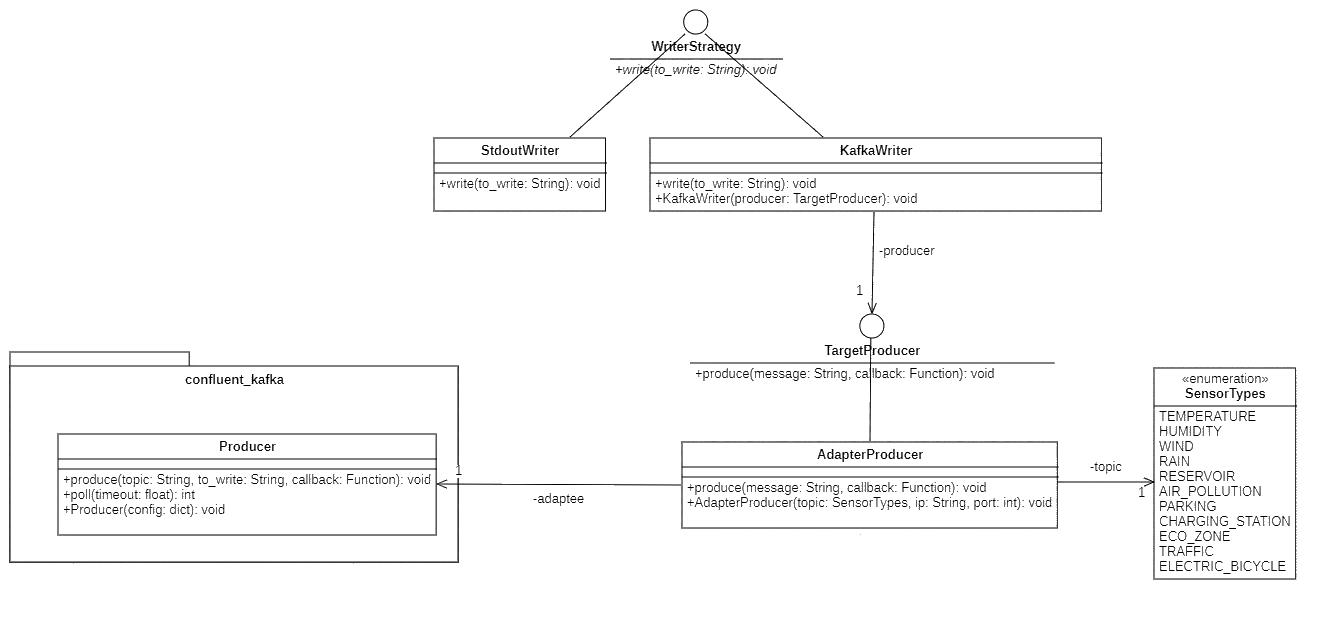 WriterStrategy
+write(to_write: String): void
StdoutWriter
+write(to_write: String): void
KafkaWriter
+write(to_write: String): void
+KafkaWriter(producer: TargetProducer): void
-producer
1
TargetProducer
+produce(message: String, callback: Function): void
confluent_kafka
Producer
+produce(topic: String, to_write: String, callback: Function): void
+poll(timeout: float): int
+Producer(config: dict): void
1
-adaptee
AdapterProducer
+produce(message: String, callback: Function): void
+AdapterProducer(topic: SensorTypes, ip: String, port: int): void
-topic
1
«enumeration»
SensorTypes
TEMPERATURE
HUMIDITY
WIND
RAIN
RESERVOIR
AIR_POLLUTION
PARKING
CHARGING_STATION
ECO_ZONE
TRAFFIC
ELECTRIC_BICYCLE